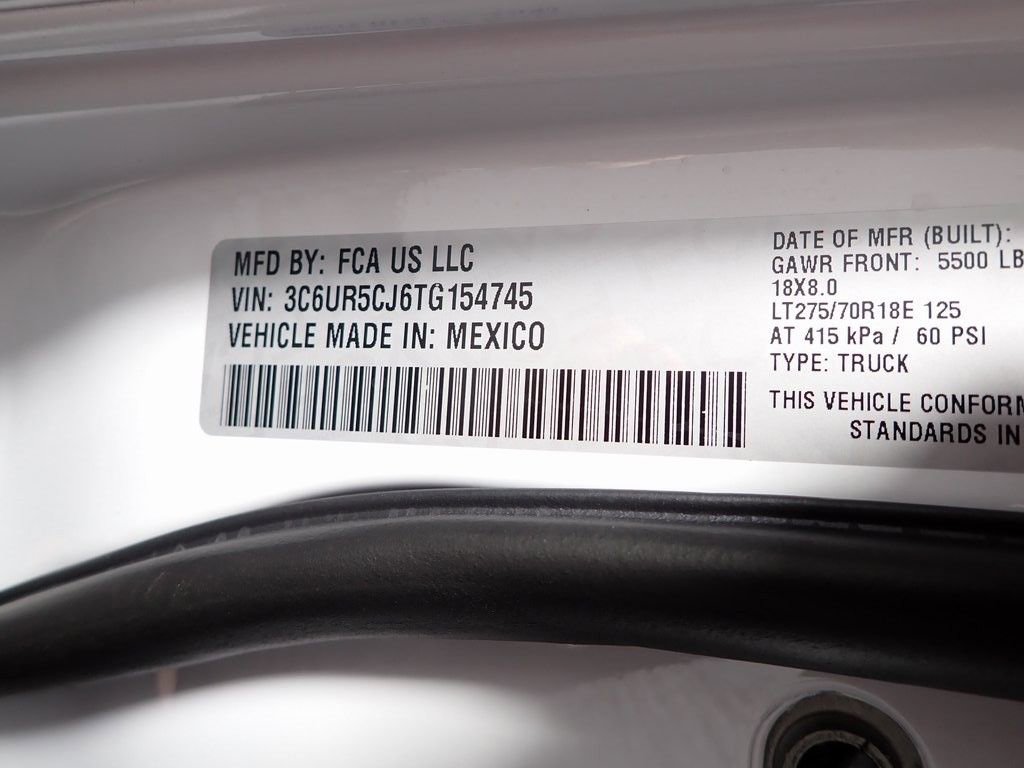 MFD BY: FCA US LLC
VIN: 3C6UR5CJ6TG154745
VEHICLE MADE IN: MEXICO
DATE OF MFR (BUILT):
GAWR FRONT: 5500 LB
18X8.0
LT275/70R18E 125
AT 415 kPa / 60 PSI
TYPE: TRUCK
THIS VEHICLE
STANDARDS IN